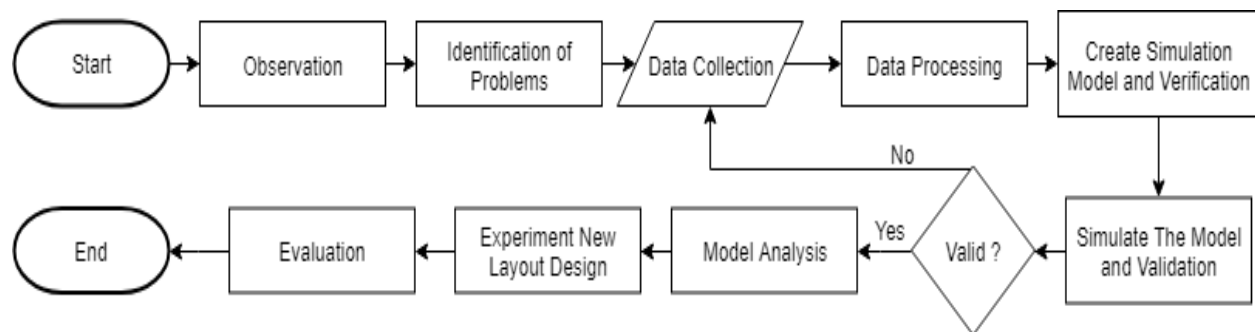 Start
Observation
Identification of
Problems
Data Collection
Data Processing
Create Simulation
Model and Verification
No
End
Evaluation
Experiment New
Layout Design
Model Analysis
Yes
Valid ?
Simulate The Model
and Validation